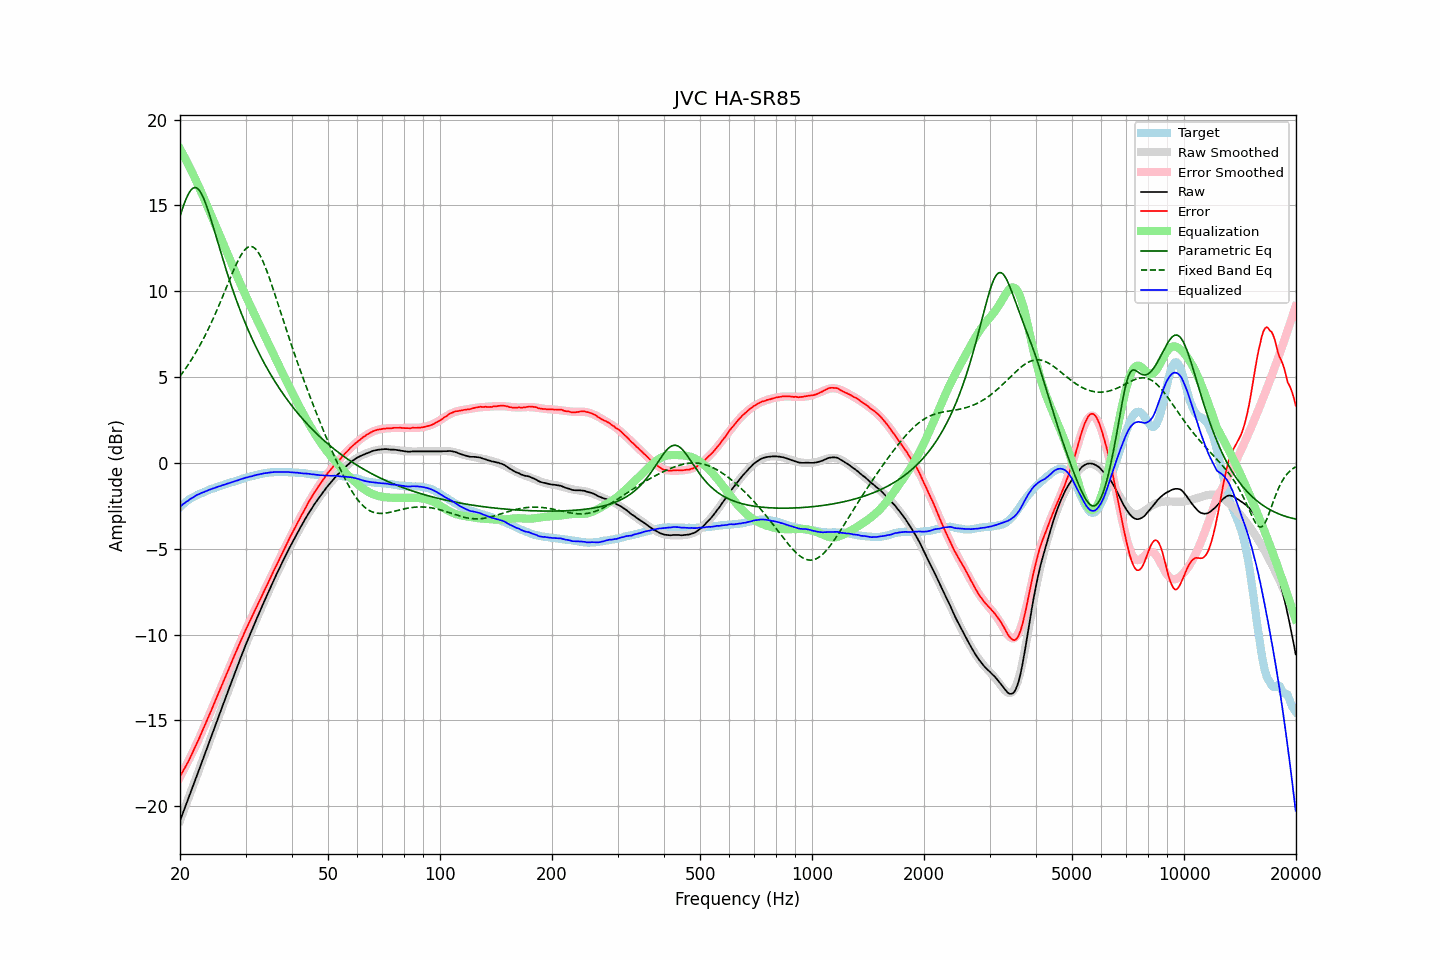 JVC HA-SR85
Amplitude (dBr)
20
15
10
5
0
−5
−10
−15
−20
Target
Raw Smoothed
Error Smoothed
Raw
Error
Equalization
Parametric Eq
Fixed Band Eq
Equalized
20 50 100 200 500 1000 2000 5000 10000 20000
Frequency (Hz)